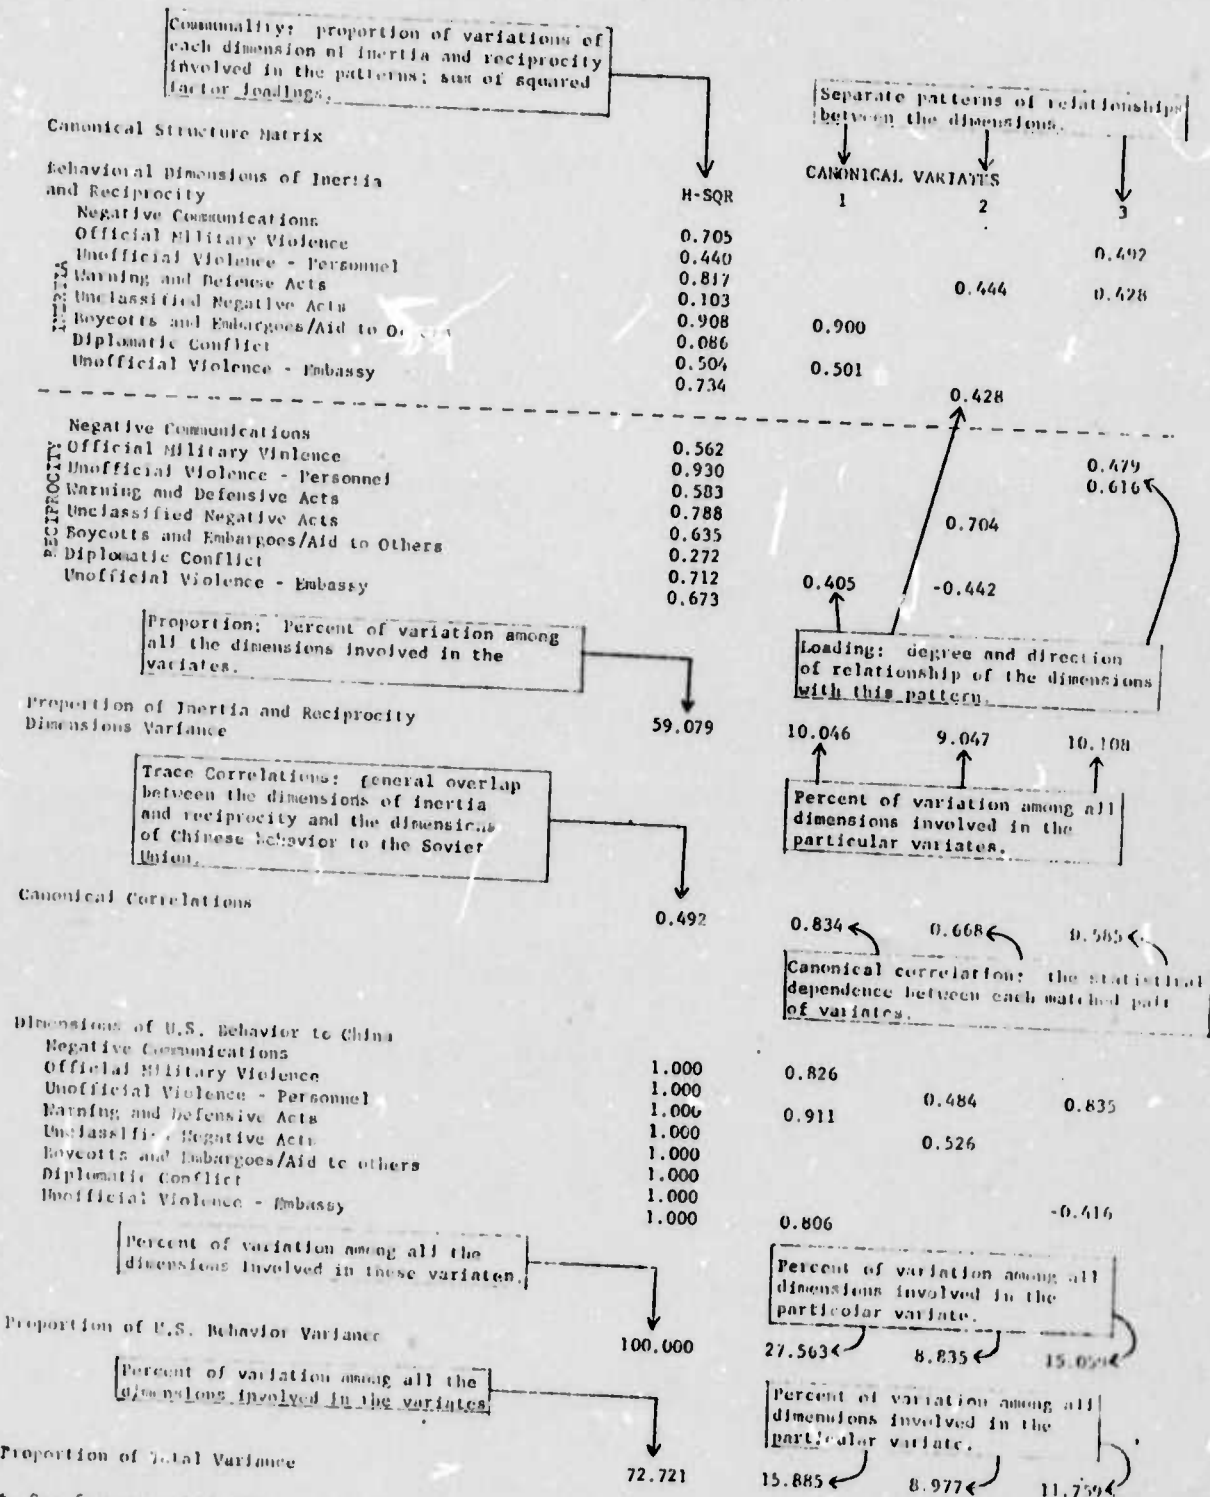 Communality: proportion of variations of
each dimension of inertia and reciprocity
involved in the patterns; sum of squared
factor loadings.
Separate patterns of relationships
between the dimensions.
Canonical Structure Matrix
Behavioral Dimensions of Inertia
and Reciprocity
H-SQR CANONICAL VARIATES
1 2 3
INERTIA
Negative Communications 0.705 0.492
Official Military Violence 0.440
Unofficial Violence - Personnel 0.817 0.444 0.428
Warning and Defense Acts 0.103
Unclassified Negative Acts 0.908 0.900
Boycotts and Embargoes/Aid to 0.086
Diplomatic Conflict 0.504 0.501
Unofficial Violence - Embassy 0.734 0.428
RECIPROCITY
Negative Communications 0.562 0.479
Official Military Violence 0.930 0.616
Unofficial Violence - Personnel 0.583
Warning and Defensive Acts 0.788 0.704
Unclassified Negative Acts 0.635
Boycotts and Embargoes/Aid to Others 0.272
Diplomatic Conflict 0.712 0.405 -0.442
Unofficial Violence - Embassy 0.673
Proportion: Percent of variation among
all the dimensions involved in the
variates.
Loading: degree and direction
of relationship of the dimensions
with this pattern.
Proportion of Inertia and Reciprocity
Dimensions Variance 59.079 10.046 9.047 10.108
Trace Correlations: general overlap
between the dimensions of inertia
and reciprocity and the dimensions
of Chinese behavior to the Soviet
Union.
Percent of variation among all
dimensions involved in the
particular variates.
Canonical Correlations 0.492 0.834 0.668 0.585
Canonical correlation: the statistical
dependence between each matched pair
of variates.
Dimensions of U.S. Behavior to China
Negative Communications 1.000 0.826
Official Military Violence 1.000 0.484 0.835
Unofficial Violence - Personnel 1.000 0.911
Warning and Defensive Acts 1.000 0.526
Negative Acts 1.000
Boycotts and Embargoes/Aid to others 1.000
Diplomatic Conflict 1.000 -0.416
Unofficial Violence - Embassy 1.000 0.806
Percent of variation among all the
dimensions involved in these variates.
Percent of variation among all
dimensions involved in the
particular variate.
Proportion of U.S. Behavior Variance 100.000 27.563 8.835 15.059
Percent of variation among all the
dimensions involved in the variates
Percent of variation among all
dimensions involved in the
particular variate.
Proportion of Total Variance 72.721 15.885 8.977 11.759